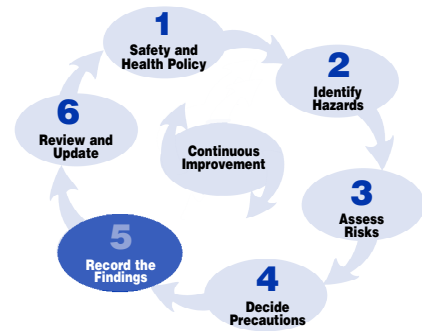 1
Safety and
Health Policy
2
Identify
Hazards
3
Assess
Risks
4
Decide
Precautions
5
Record the
Findings
6
Review and
Update
Continuous
Improvement